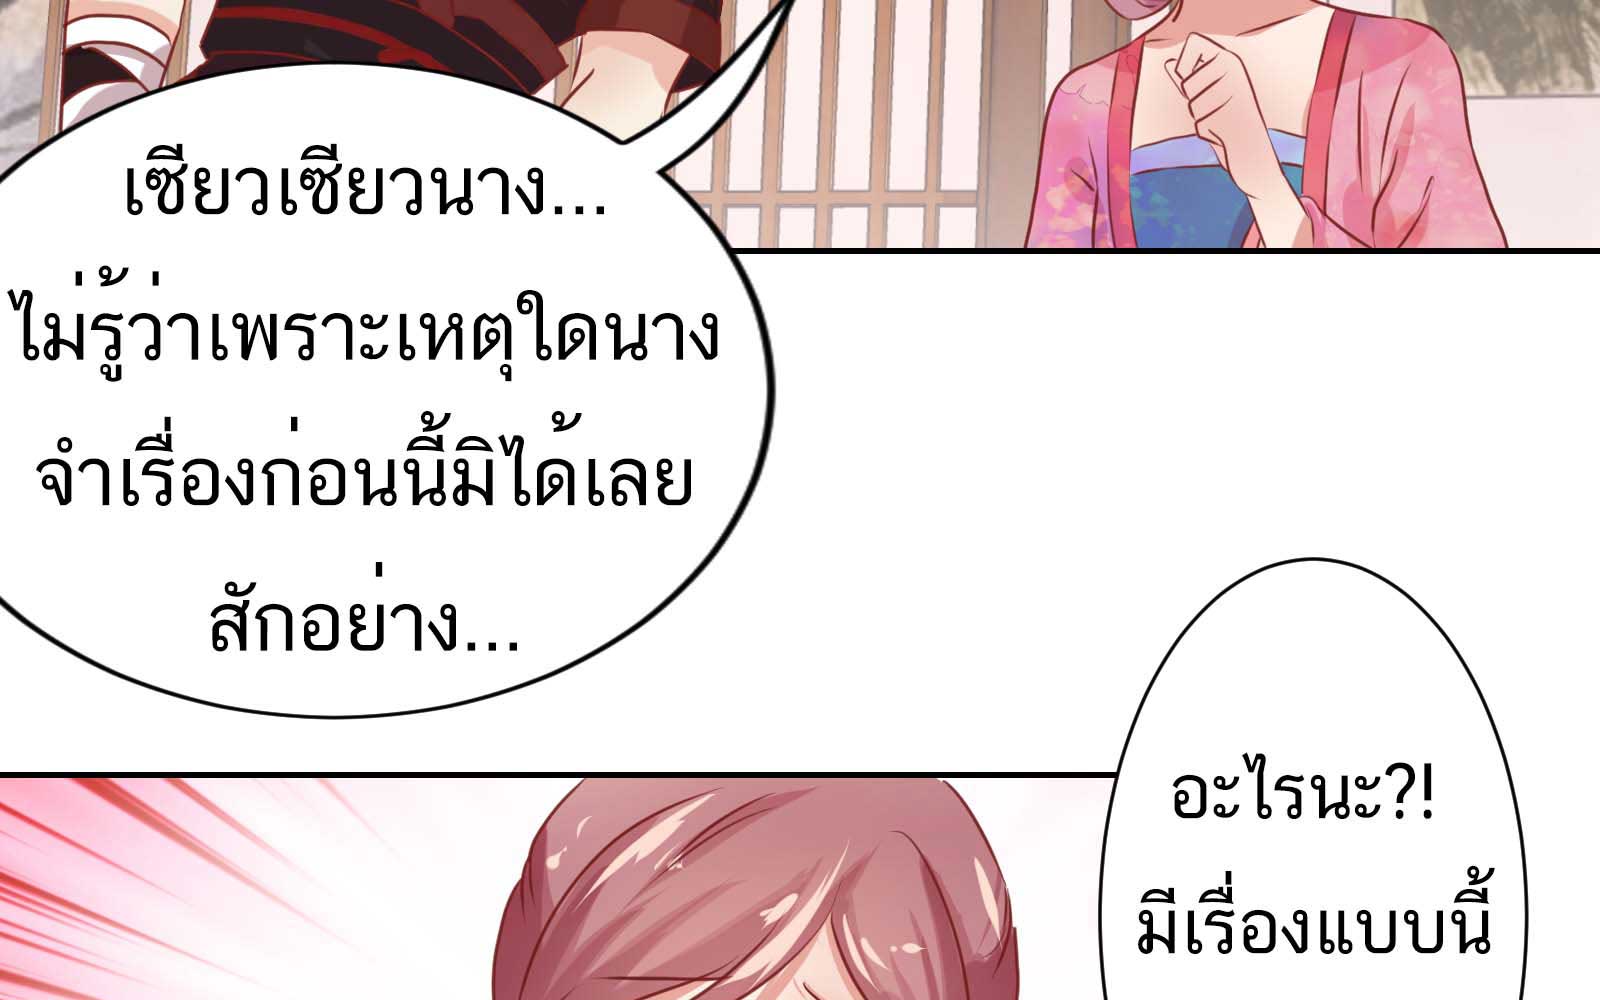 เซียวเซียวนาง...
ไม่รู้ว่าเพราะเหตุใดนาง
จำเรื่องก่อนนี้มิได้เลย
สักอย่าง...
อะไรนะ?!
มีเรื่องแบบนี้